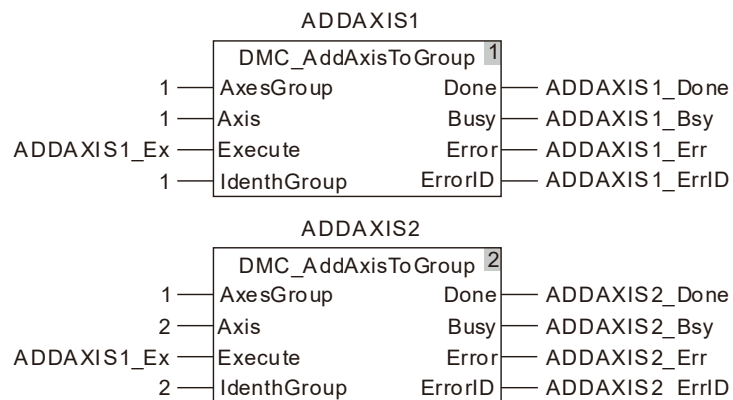 ADDAXIS1
DMC_AddAxisToGroup 1
1 AxesGroup Done ADDAXIS1_Done
1 Axis Busy ADDAXIS1_Bsy
ADDAXIS1_Ex Execute Error ADDAXIS1_Err
1 IdenthGroup ErrorID ADDAXIS1_ErrID
ADDAXIS2
DMC_AddAxisToGroup 2
1 AxesGroup Done ADDAXIS2_Done
2 Axis Busy ADDAXIS2_Bsy
ADDAXIS1_Ex Execute Error ADDAXIS2_Err
2 IdenthGroup ErrorID ADDAXIS2_ErrID